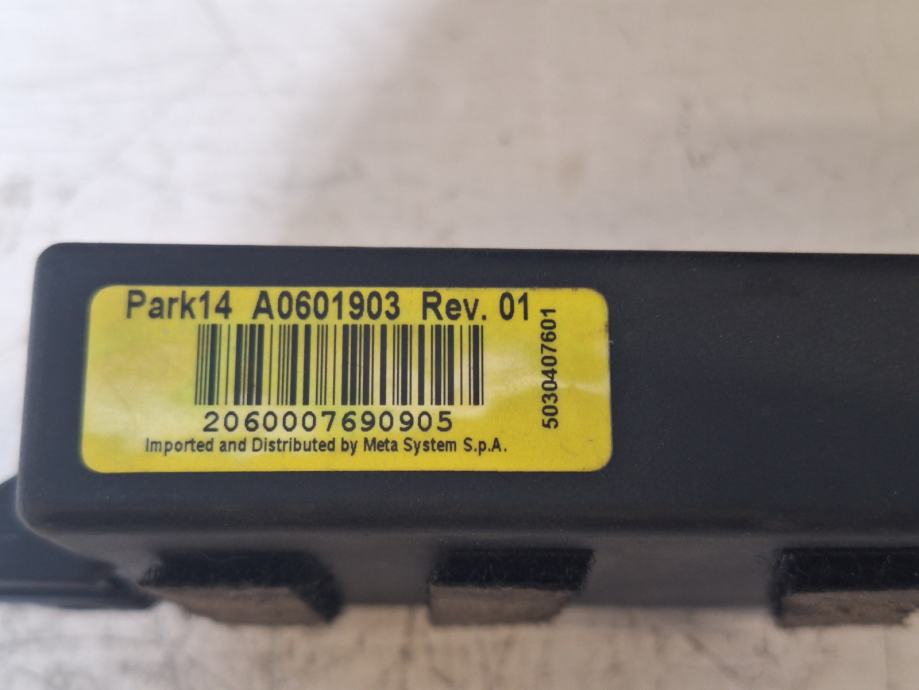 Park14 A0601903 Rev. 01
2060007690905
Imported and Distributed by Meta System S.p.A.
5030407601